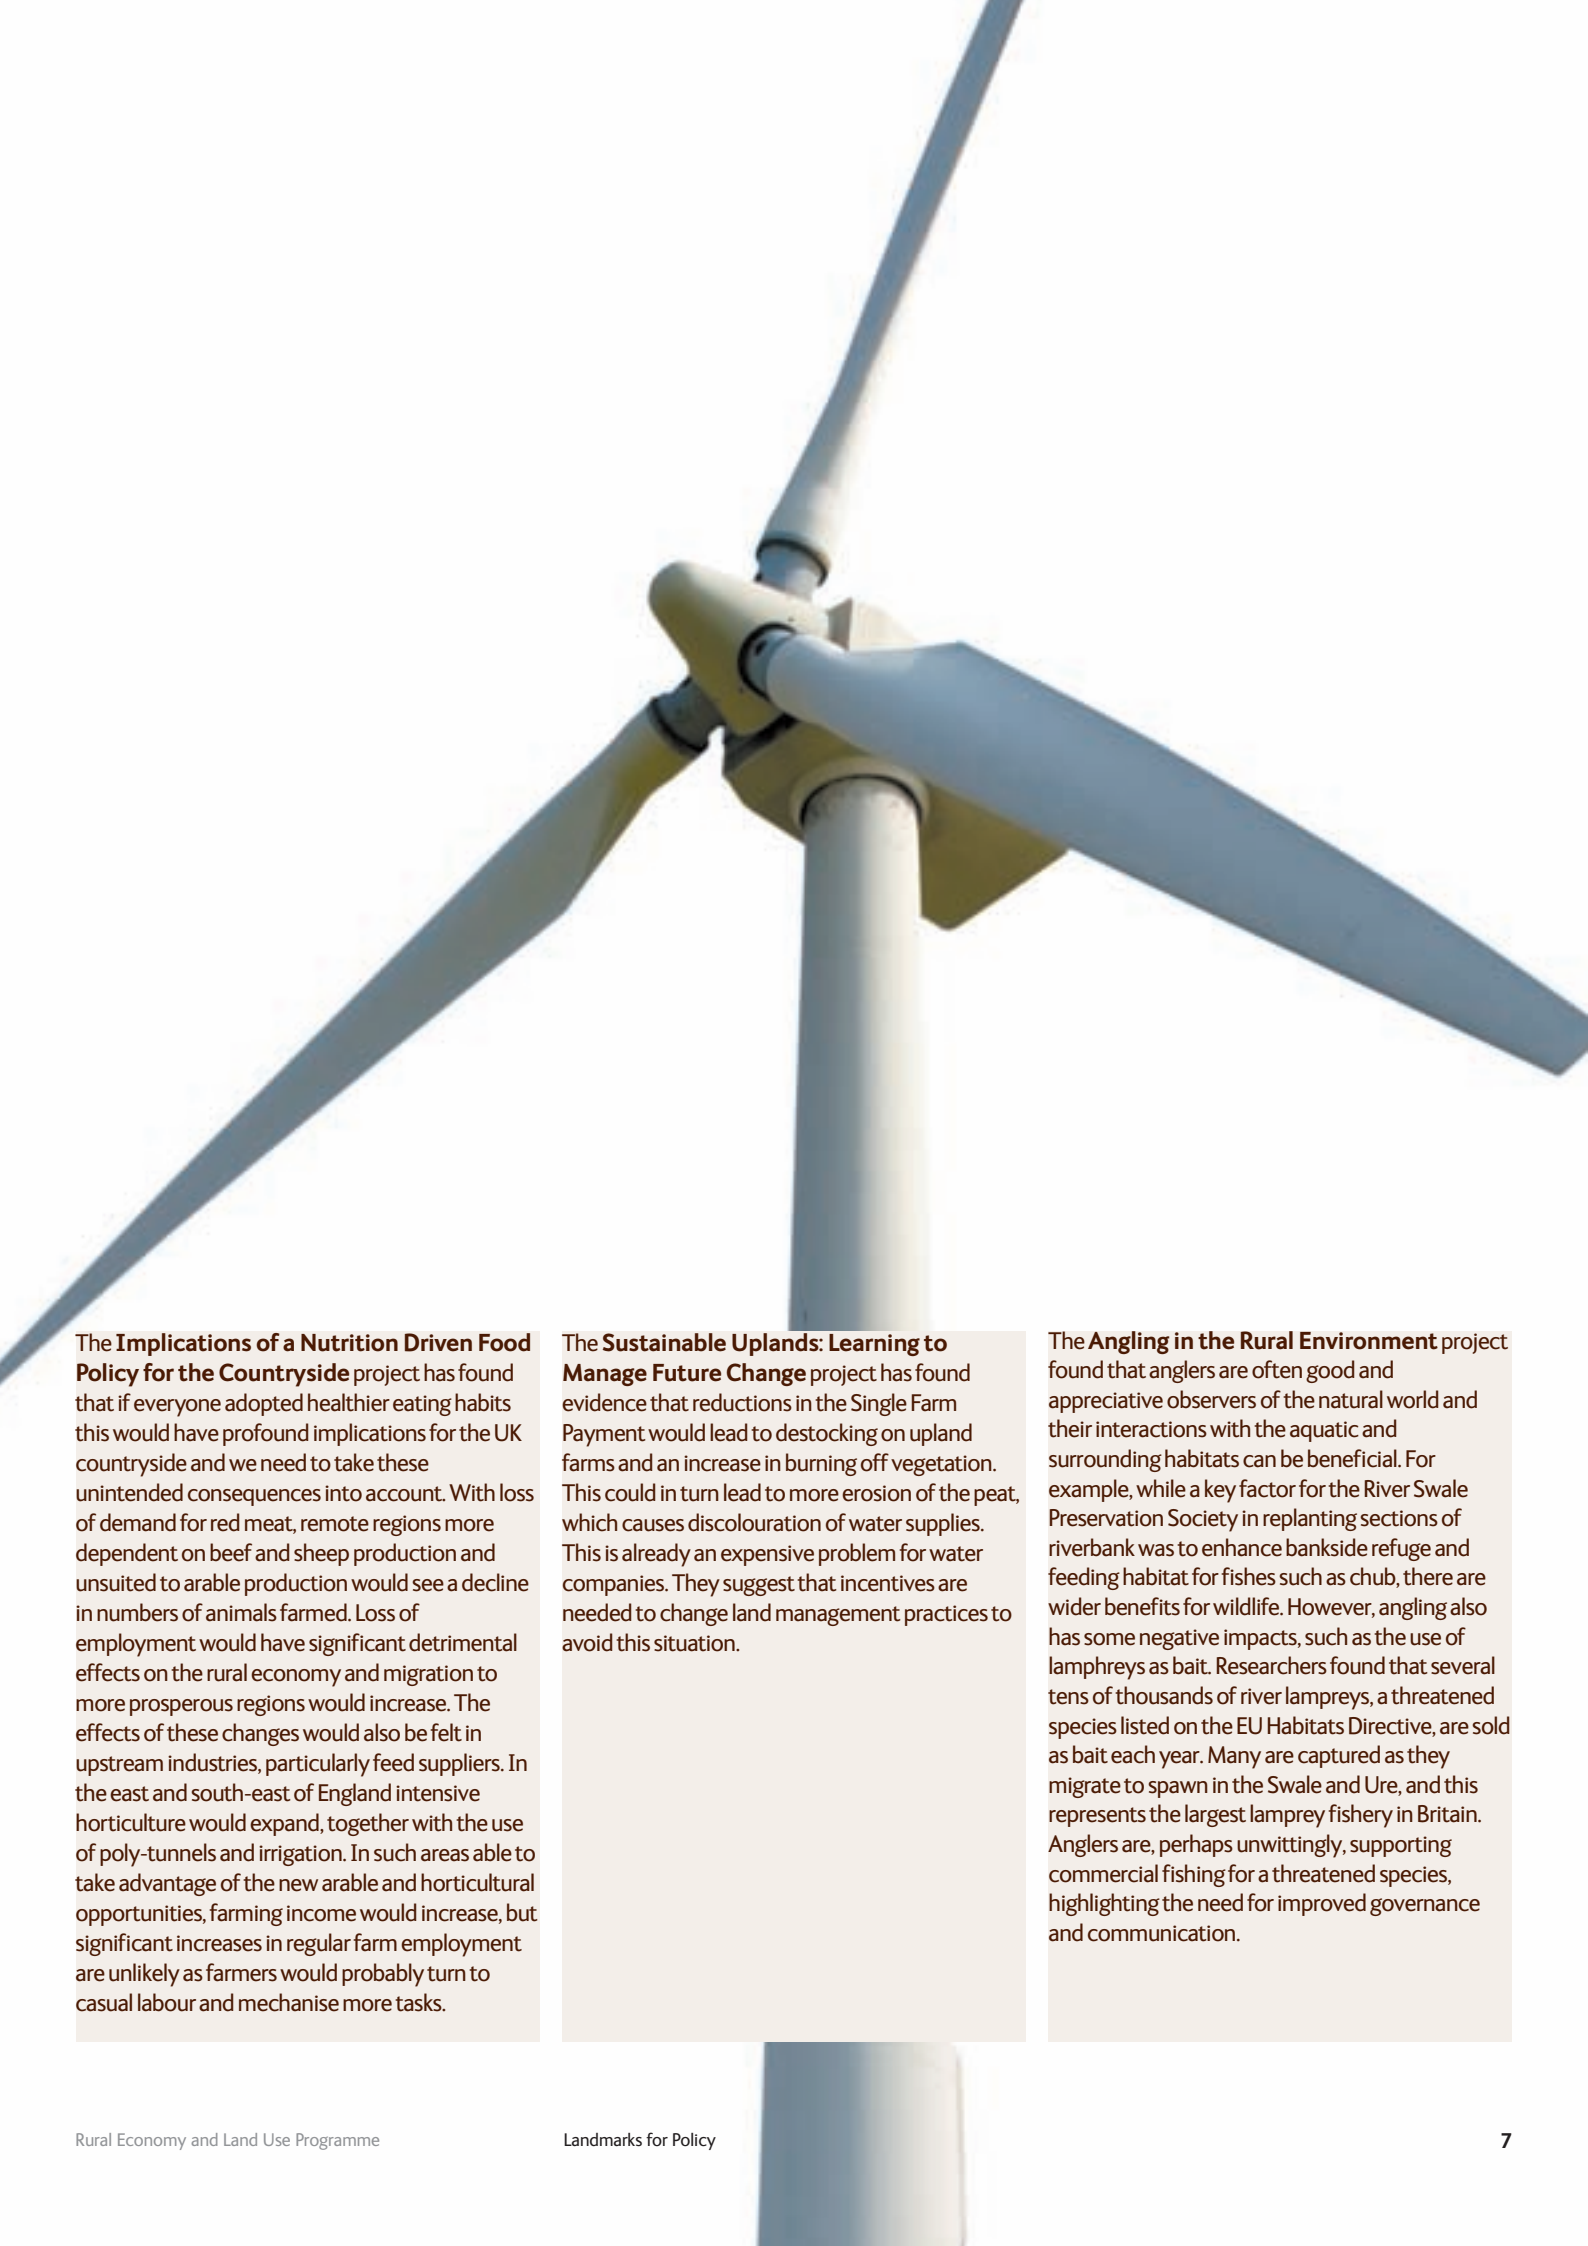 The Implications of a Nutrition Driven Food
Policy for the Countryside project has found
that if everyone adopted healthier eating habits
this would have profound implications for the UK
countryside and we need to take these
unintended consequences into account. With loss
of demand for red meat, remote regions more
dependent on beef and sheep production and
unsuited to arable production would see a decline
in numbers of animals farmed. Loss of
employment would have significant detrimental
effects on the rural economy and migration to
more prosperous regions would increase. The
effects of these changes would also be felt in
upstream industries, particularly feed suppliers. In
the east and south-east of England intensive
horticulture would expand, together with the use
of poly-tunnels and irrigation. In such areas able to
take advantage of the new arable and horticultural
opportunities, farming income would increase, but
significant increases in regular farm employment
are unlikely as farmers would probably turn to
casual labour and mechanise more tasks.
The Sustainable Uplands: Learning to
Manage Future Change project has found
evidence that reductions in the Single Farm
Payment would lead to destocking on upland
farms and an increase in burning off vegetation.
This could in turn lead to more erosion of the peat,
which causes discolouration of water supplies.
This is already an expensive problem for water
companies. They suggest that incentives are
needed to change land management practices to
avoid this situation.
The Angling in the Rural Environment project
found that anglers are often good and
appreciative observers of the natural world and
their interactions with the aquatic and
surrounding habitats can be beneficial. For
example, while a key factor for the River Swale
Preservation Society in replanting sections of
riverbank was to enhance bankside refuge and
feeding habitat for fishes such as chub, there are
wider benefits for wildlife. However, angling also
has some negative impacts, such as the use of
lamphreys as bait. Researchers found that several
tens of thousands of river lampreys, a threatened
species listed on the EU Habitats Directive, are sold
as bait each year. Many are captured as they
migrate to spawn in the Swale and Ure, and this
represents the largest lamprey fishery in Britain.
Anglers are, perhaps unwittingly, supporting
commercial fishing for a threatened species,
highlighting the need for improved governance
and communication.
Rural Economy and Land Use Programme
Landmarks for Policy
7